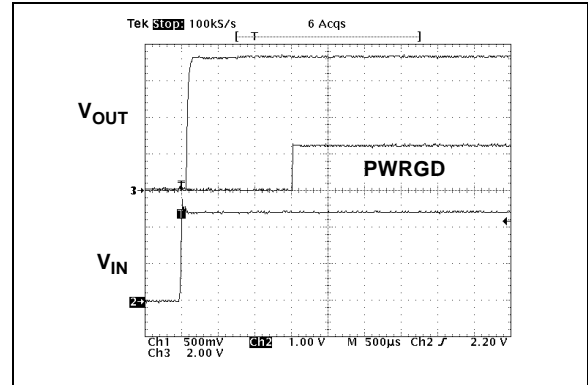 Tek Stop: 100kS/s 6 Acqs
[ T ]
VOUT
PWRGD
3→
T
T
VIN
2→
Ch1 500mV Ch2 1.00 V M 500µs Ch2 ƒ 2.20 V
Ch3 2.00 V